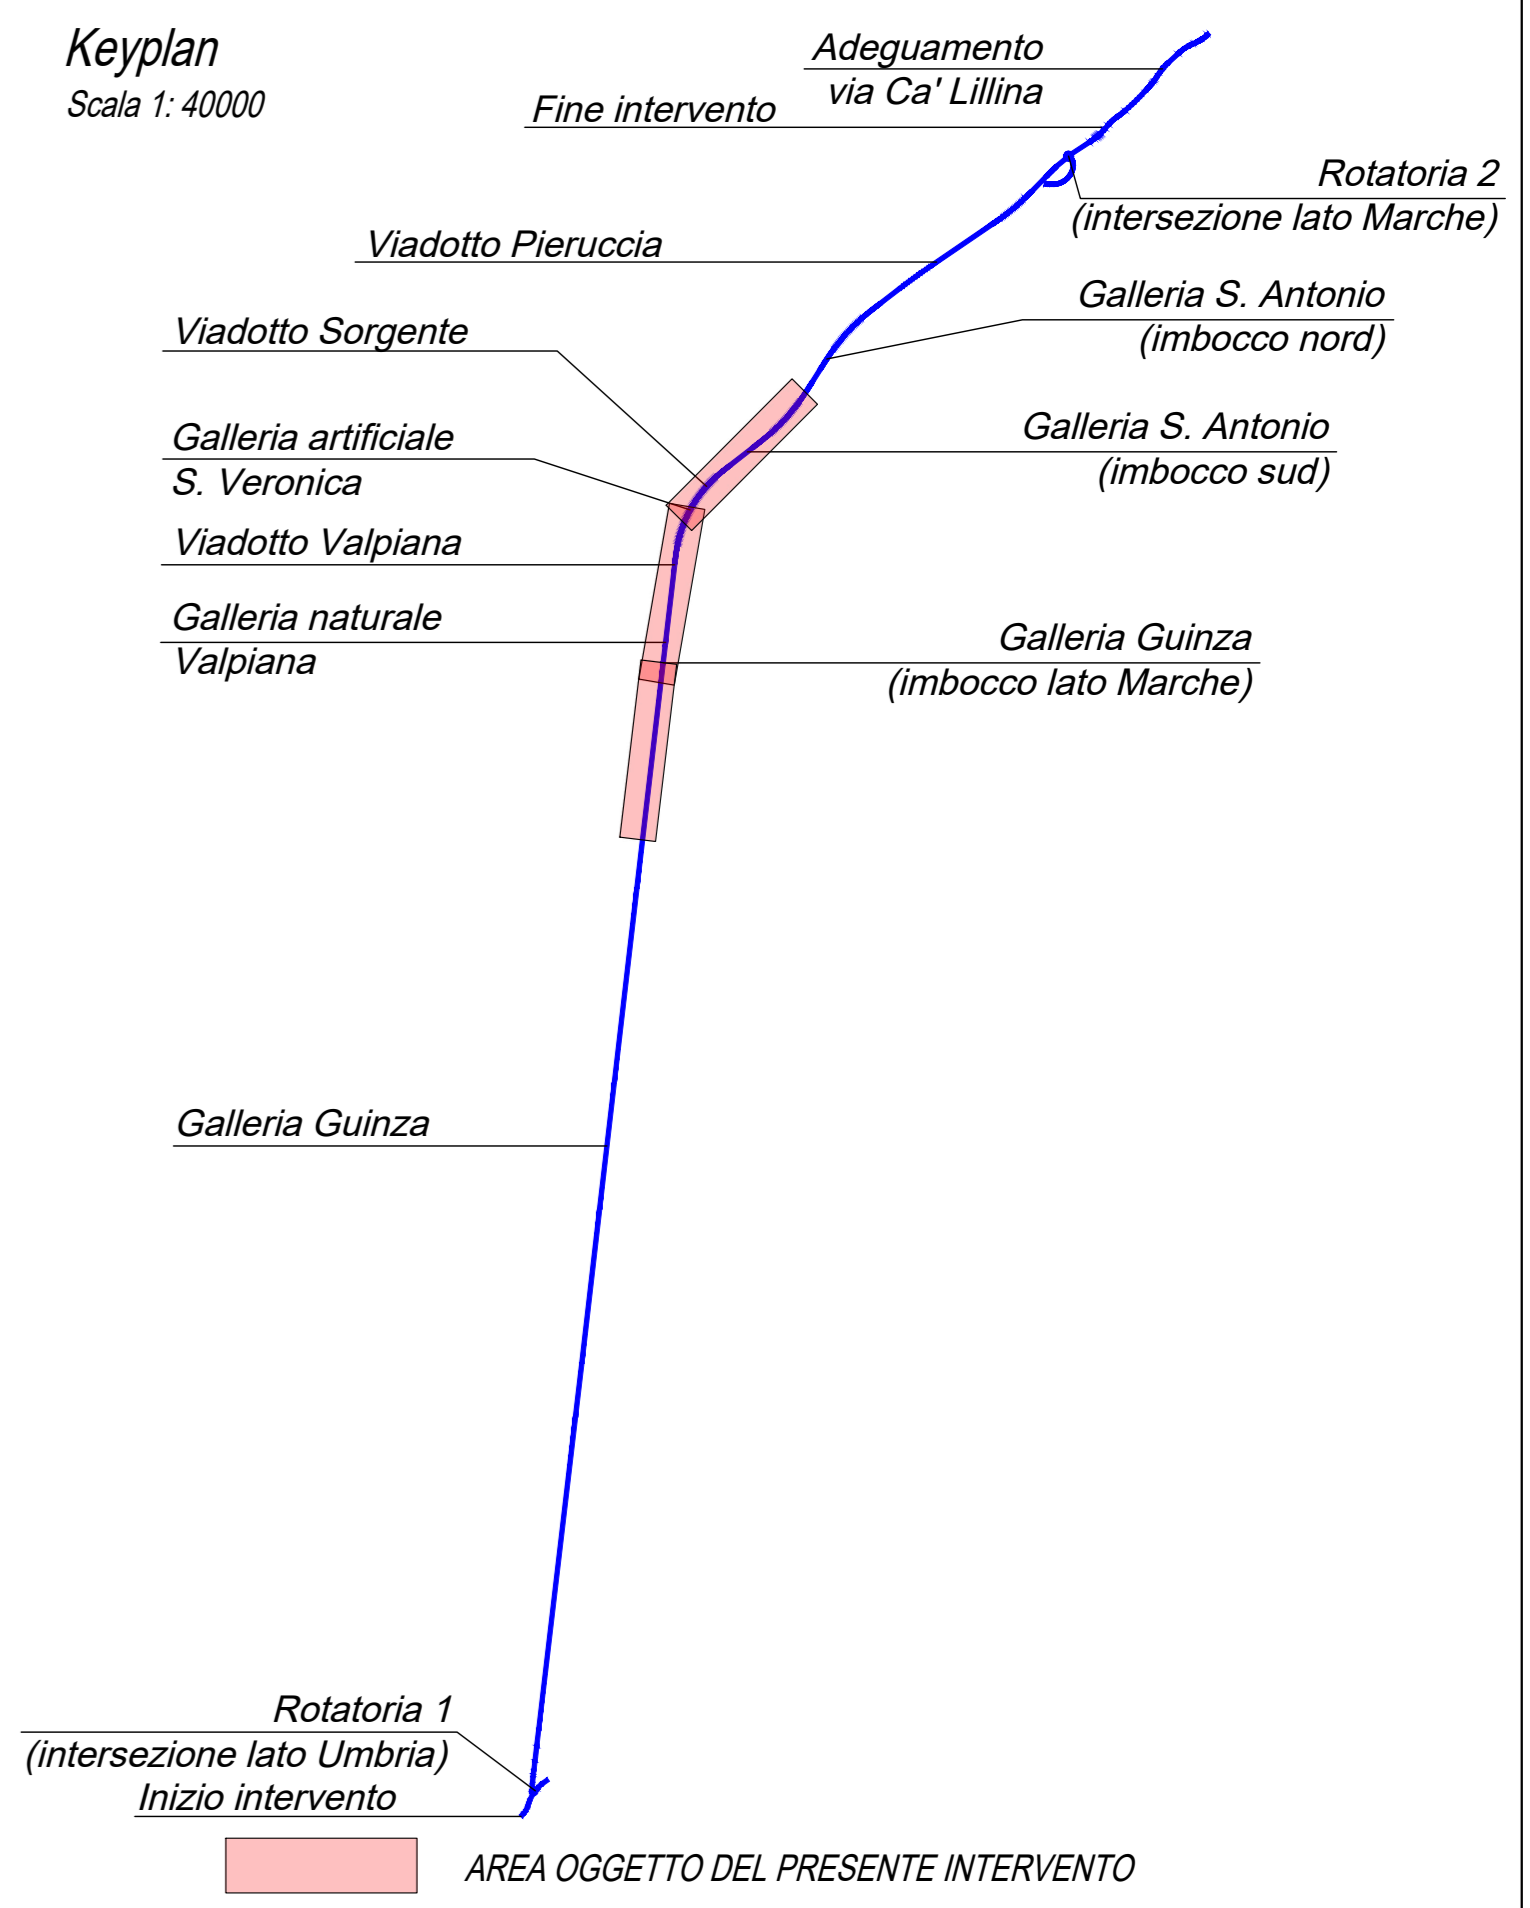 Keyplan
Scala 1: 40000
Adeguamento
via Ca' Lillina
Fine intervento
Rotatoria 2
(intersezione lato Marche)
Viadotto Pieruccia
Galleria S. Antonio
(imbocco nord)
Viadotto Sorgente
Galleria S. Antonio
(imbocco sud)
Galleria artificiale
S. Veronica
Viadotto Valpiana
Galleria naturale
Valpiana
Galleria Guinza
(imbocco lato Marche)
Galleria Guinza
Rotatoria 1
(intersezione lato Umbria)
Inizio intervento
AREA OGGETTO DEL PRESENTE INTERVENTO